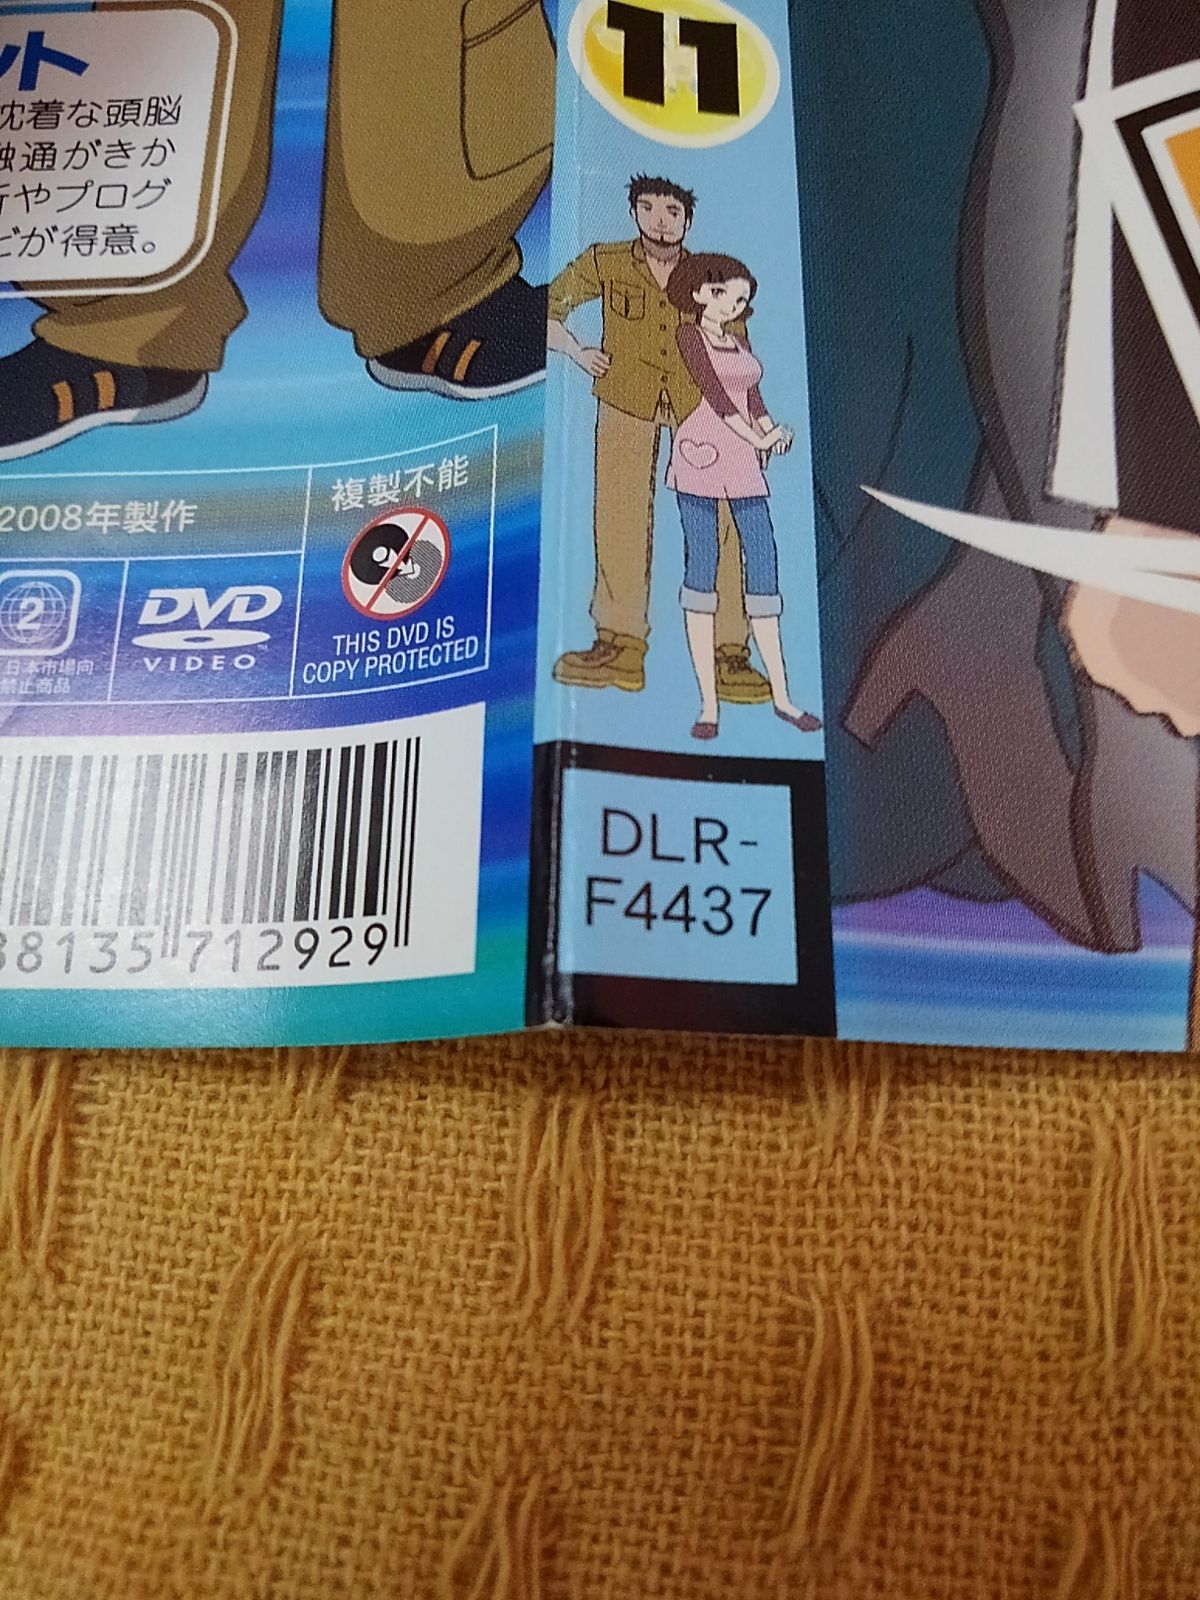 ット
沈着な頭脳
融通がきか
析やプログ
どが得意。
2008年製作
複製不能
2
日本市場向
禁止商品
DVD
VIDEO
THIS DVD IS
COPY PROTECTED
38135 712929
11
DLR-
F4437